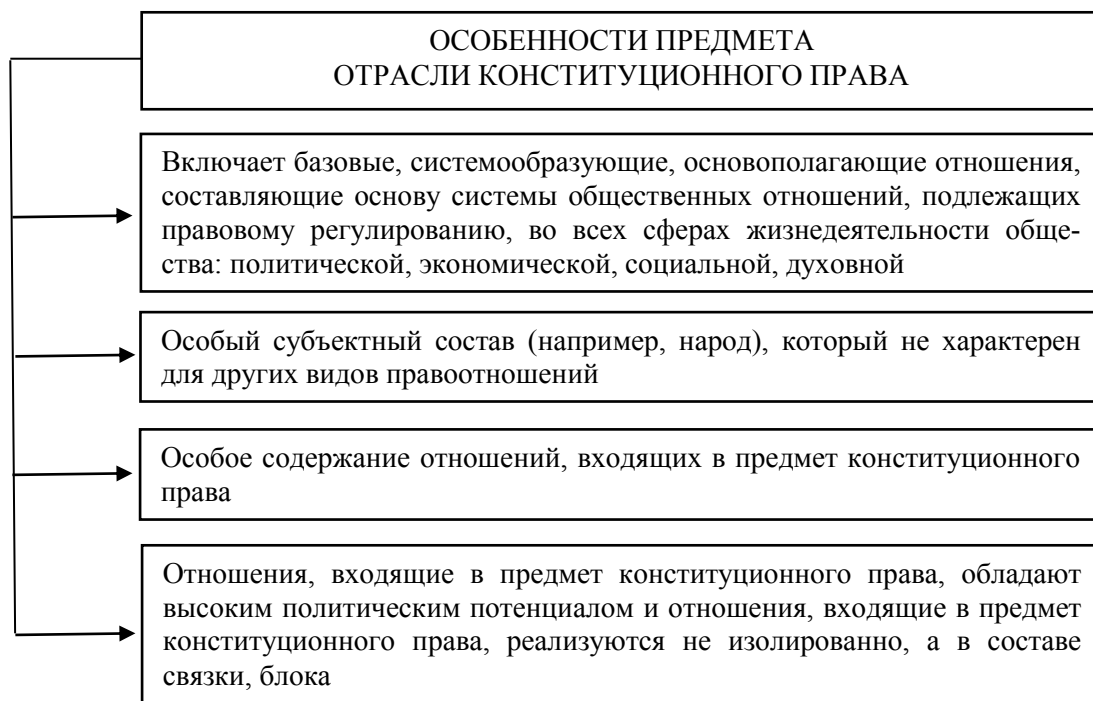 ОСОБЕННОСТИ ПРЕДМЕТА
ОТРАСЛИ КОНСТИТУЦИОННОГО ПРАВА
Включает базовые, системообразующие, основополагающие отношения,
составляющие основу системы общественных отношений, подлежащих
правовому регулированию, во всех сферах жизнедеятельности обще-
ства: политической, экономической, социальной, духовной
Особый субъектный состав (например, народ), который не характерен
для других видов правоотношений
Особое содержание отношений, входящих в предмет конституционного
права
Отношения, входящие в предмет конституционного права, обладают
высоким политическим потенциалом и отношения, входящие в предмет
конституционного права, реализуются не изолированно, а в составе
связки, блока